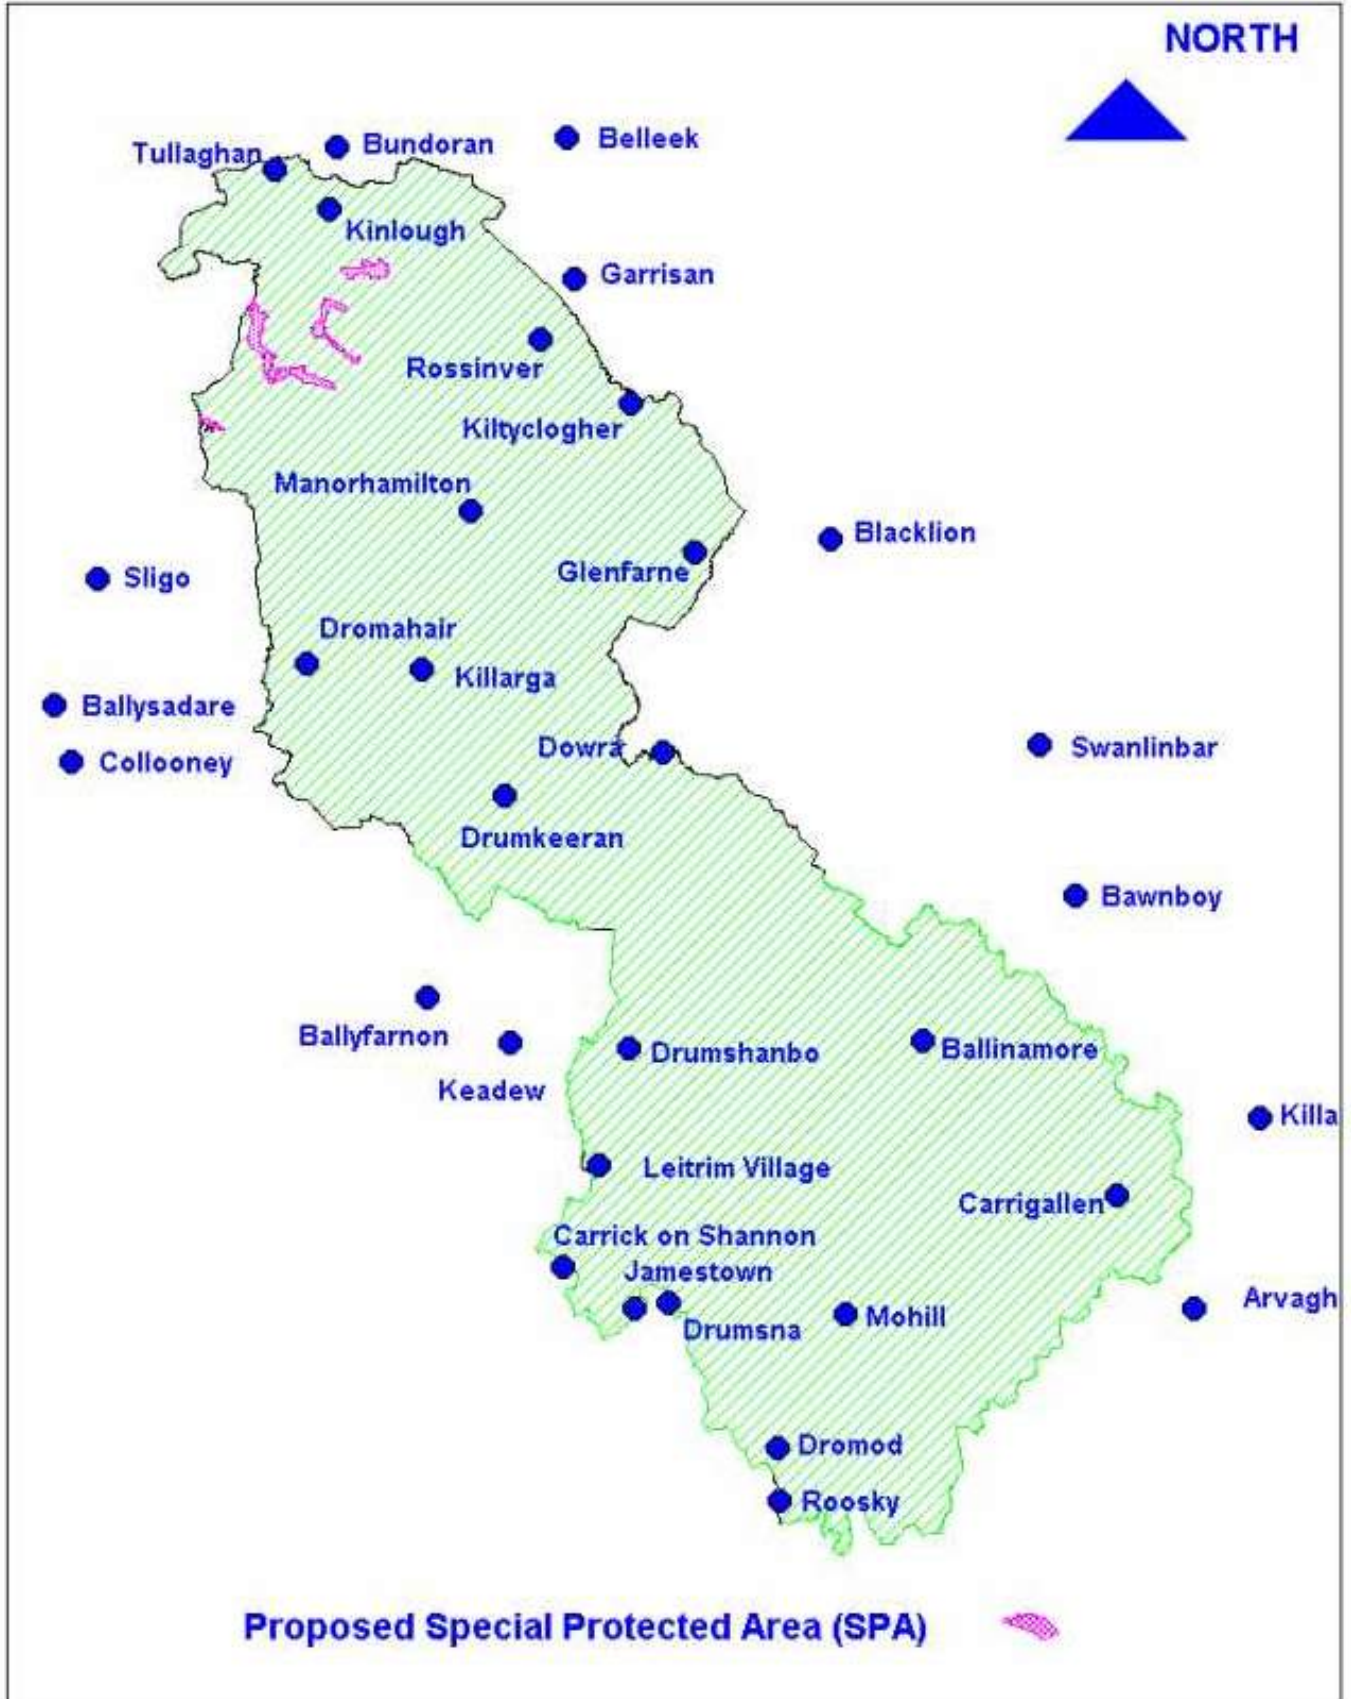 NORTH
Belleek
Bundoran
Tullaghan
Kinlough
Garrisan
Rossinver
Kiltyclogher
Manorhamilton
Blacklion
Glenfarne
Sligo
Dromahair
Killarga
Ballysadare
Dowra
Swanlinbar
Collooney
Drumkeeran
Bawnboy
Ballyfarnon
Drumshanbo
Ballinamore
Keadew
Killa
Leitrim Village
Carrigallen
Carrick on Shannon
Jamestown
Arvagh
Mohill
Drumsna
Dromod
Roosky
Proposed Special Protected Area (SPA)